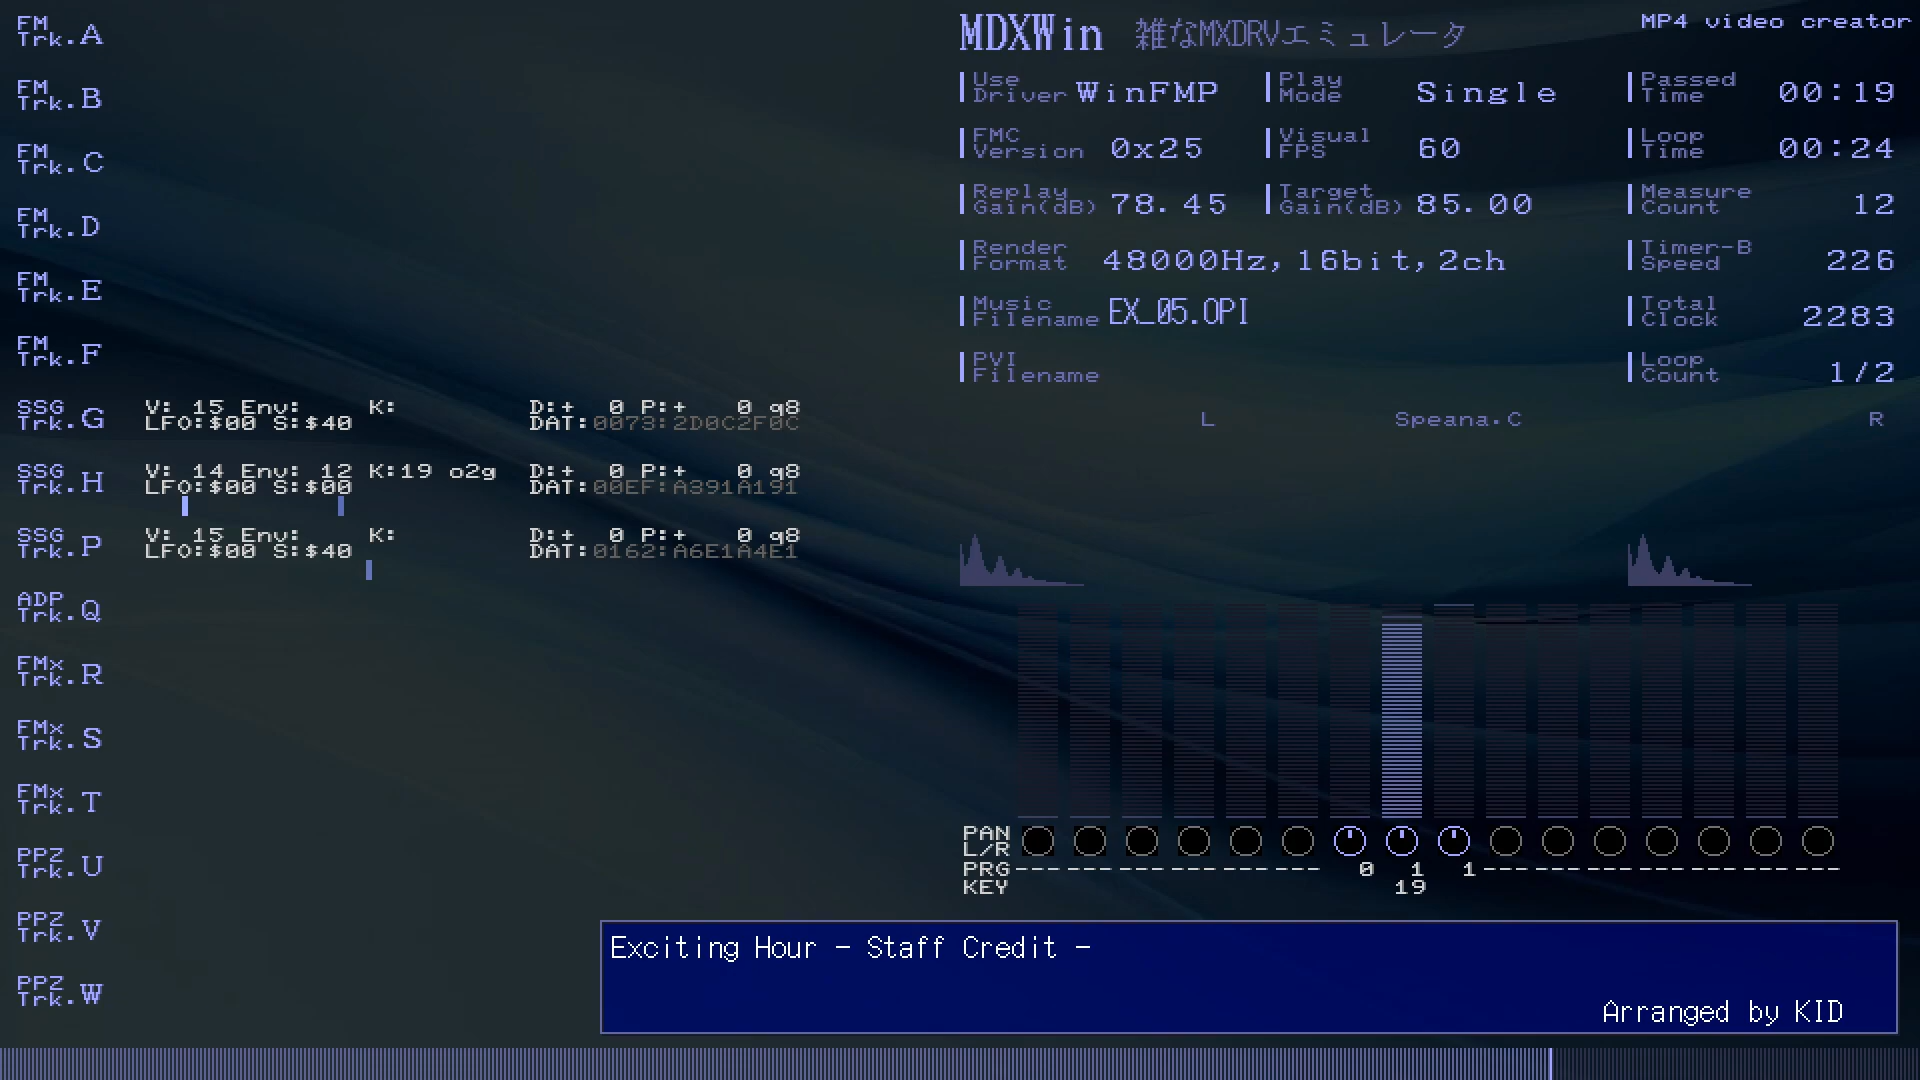 FM
Trk.A
FM
Trk.B
FM
Trk.C
FM
Trk.D
FM
Trk.E
FM
Trk.F
SSG
Trk.G
V: 15 Env: K: D:+ 0 P:+ 0 q8
LFO:$00 S:$40 DAT:0073:2D0C2F0C
SSG
Trk.H
V: 14 Env: 12 K:19 o2g D:+ 0 P:+ 0 q8
LFO:$00 S:$00 DAT:00EF:A391A191
SSG
Trk.P
V: 15 Env: K: D:+ 0 P:+ 0 q8
LFO:$00 S:$40 DAT:0162:A6E1A4E1
ADP
Trk.Q
FMx
Trk.R
FMx
Trk.S
FMx
Trk.T
PPZ
Trk.U
PPZ
Trk.V
PPZ
Trk.W
MDXWin 雑なMXDRVエミュレータ
MP4 video creator
Use Driver WinFMP
Play Mode Single
Passed Time 00:19
FMC Version 0x25
Visual FPS 60
Loop Time 00:24
Replay Gain(dB) 78.45
Target Gain(dB) 85.00
Measure Count 12
Render Format 48000Hz,16bit,2ch
Timer-B Speed 226
Music Filename EX_05.OPI
Total Clock 2283
PVI Filename
Loop Count 1/2
L Speana.C R
PAN
L/R
PRG 0 1 1
KEY 19
Exciting Hour - Staff Credit -
Arranged by KID